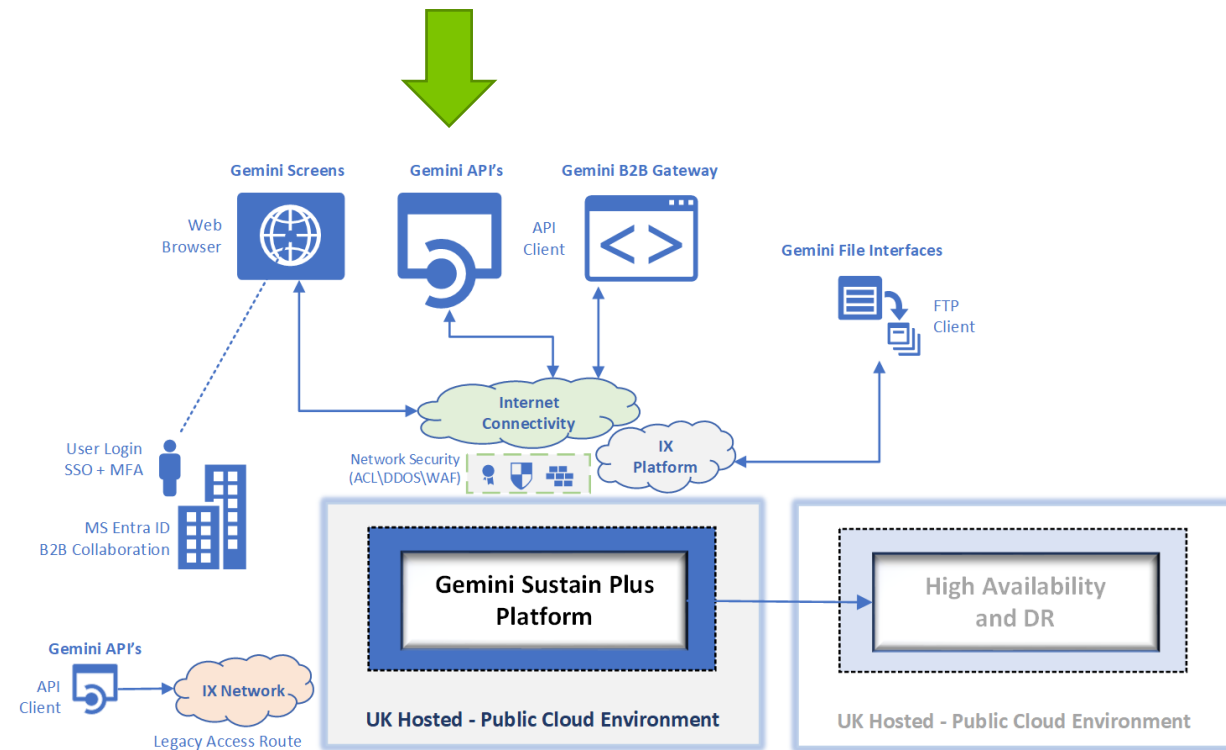 Gemini Screens
Gemini API's
Gemini B2B Gateway
Web
Browser
API
Client
Gemini File Interfaces
FTP
Client
Internet
Connectivity
IX
Platform
User Login
SSO + MFA
Network Security
(ACL\DDOS\WAF)
MS Entra ID
B2B Collaboration
Gemini Sustain Plus
Platform
High Availability
and DR
Gemini API's
API
Client
IX Network
Legacy Access Route
UK Hosted - Public Cloud Environment
UK Hosted - Public Cloud Environment